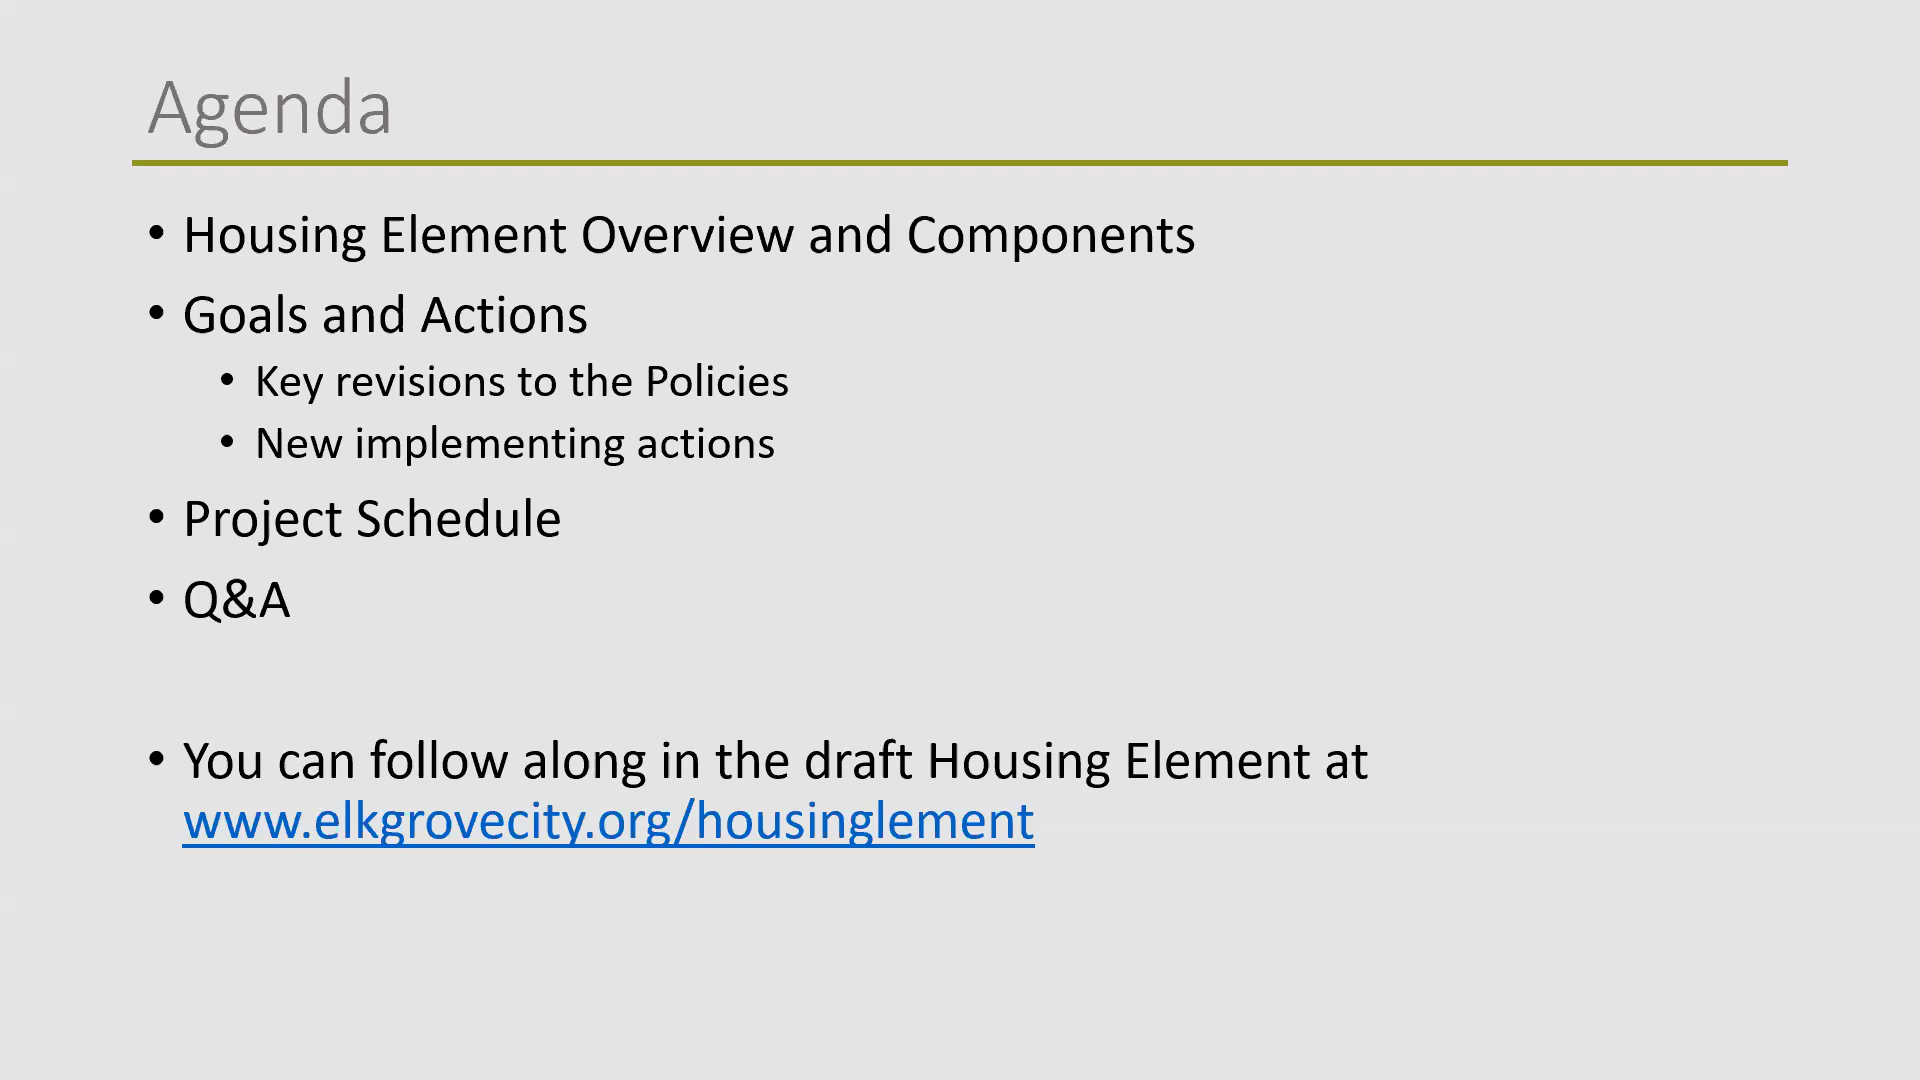 Agenda
• Housing Element Overview and Components
• Goals and Actions
• Key revisions to the Policies
• New implementing actions
• Project Schedule
• Q&A
• You can follow along in the draft Housing Element at
www.elkgrovecity.org/housinglement